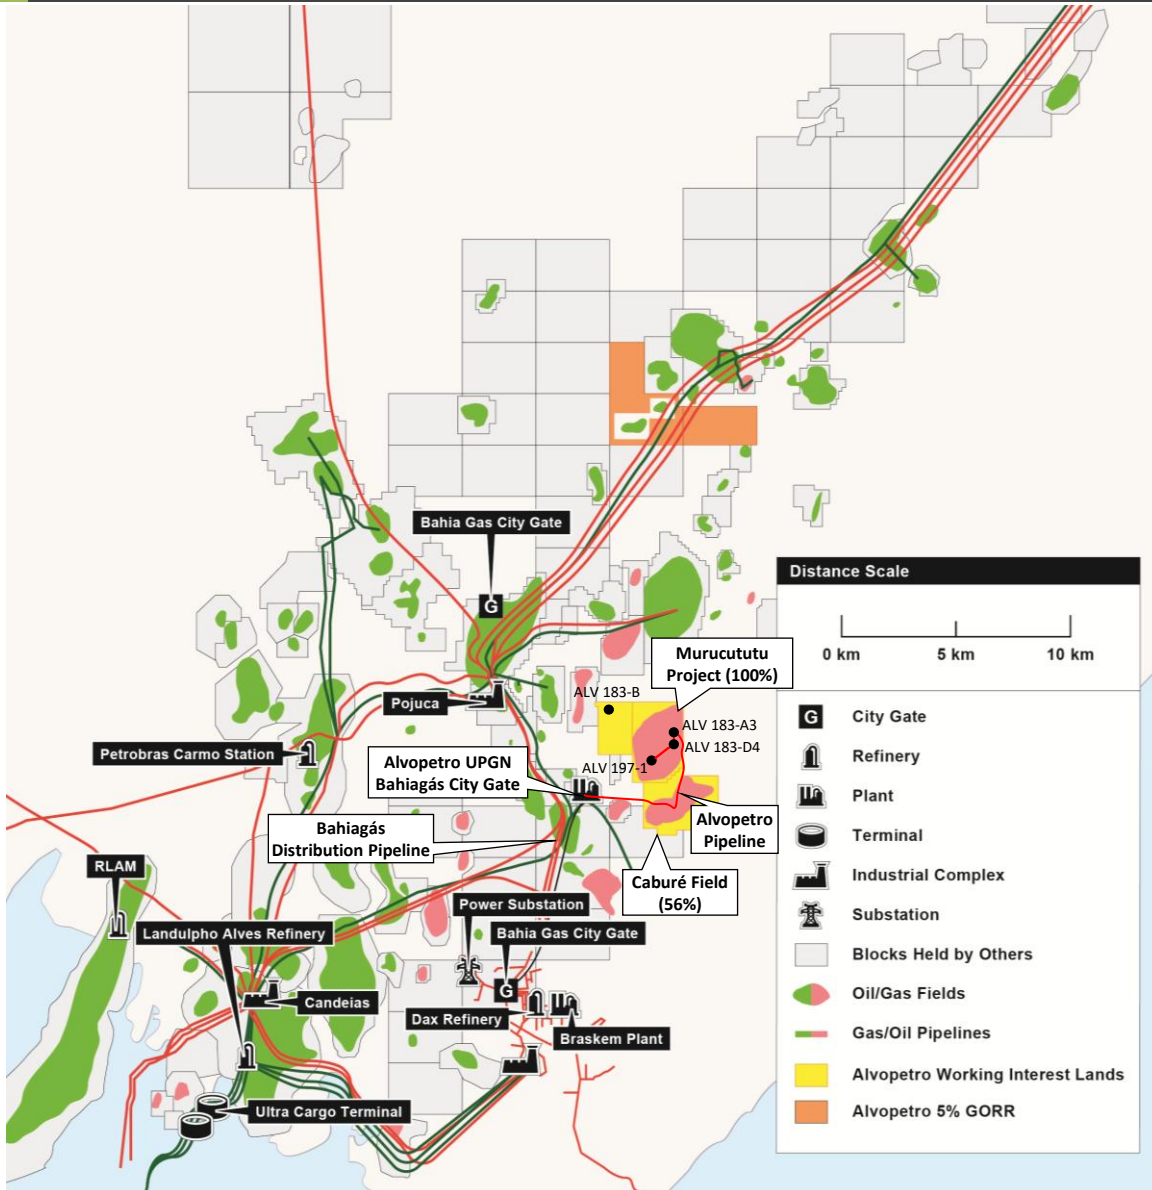 Bahia Gas City Gate
G
Murucututu
Project (100%)
ALV 183-B
Pojuca
ALV 183-A3
ALV 183-D4
Petrobras Carmo Station
Alvopetro UPGN
Bahiagás City Gate
ALV 197-1
Bahiagás
Distribution Pipeline
Alvopetro
Pipeline
RLAM
Caburé Field
(56%)
Power Substation
Landulpho Alves Refinery
Bahia Gas City Gate
G
Candeias
Dax Refinery
Braskem Plant
Ultra Cargo Terminal
Distance Scale
0 km
5 km
10 km
G
City Gate
Refinery
Plant
Terminal
Industrial Complex
Substation
Blocks Held by Others
Oil/Gas Fields
Gas/Oil Pipelines
Alvopetro Working Interest Lands
Alvopetro 5% GORR